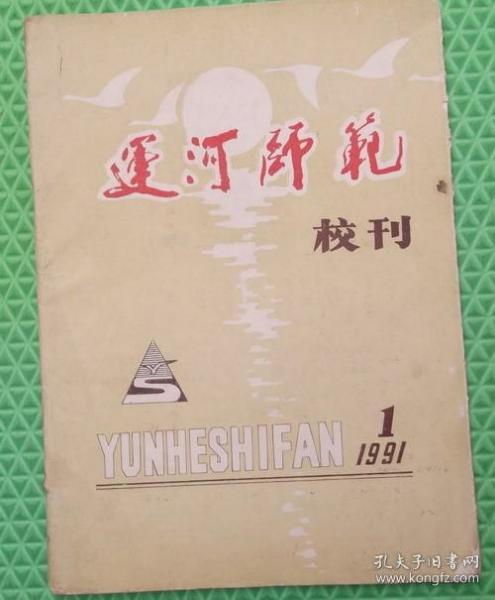 運河師範
校刊
S
YUNHESHIFAN
1
1991
孔夫子旧书网
www.kongfz.com